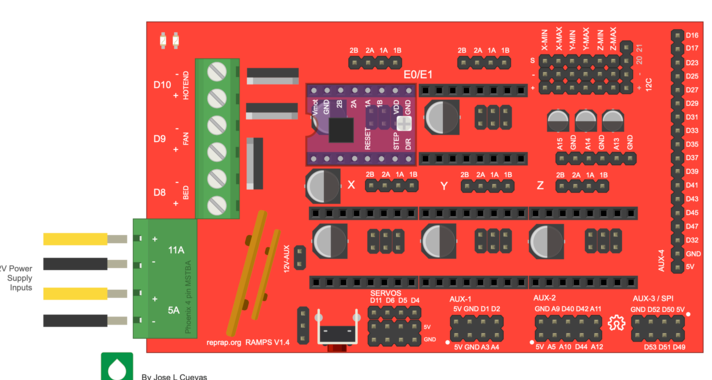 2B 2A 1A 1B
2B 2A 1A 1B
E0/E1
X-MIN
X-MAX
Y-MIN
Y-MAX
Z-MIN
Z-MAX
S
-
+
20 21
- +
12C
D16
D17
D23
D25
D27
D29
D31
D33
D35
D37
D39
D41
D43
D45
D47
D32
GND
5V
AUX-4
D10
-
+
HOTEND
D9
-
+
FAN
D8
-
+
BED
Vmot
GND
2B
2A
1A
1B
VDD
GND
RESET
STEP
DIR
A15
GND
A14
GND
A13
GND
X
2B 2A 1A 1B
Y
2B 2A 1A 1B
Z
2B 2A 1A 1B
2V Power
Supply
Inputs
+
11A
-
+
5A
-
Phoenix 4 pin MSTBA
12V-AUX
SERVOS
D11 D6 D5 D4
5V
GND
AUX-1
5V GND D1 D2
5V GND A3 A4
AUX-2
GND A9 D40 D42 A11
5V A5 A10 D44 A12
AUX-3 / SPI
GND D52 D50 5V
D53 D51 D49
reprap.org RAMPS V1.4
By Jose L Cuevas